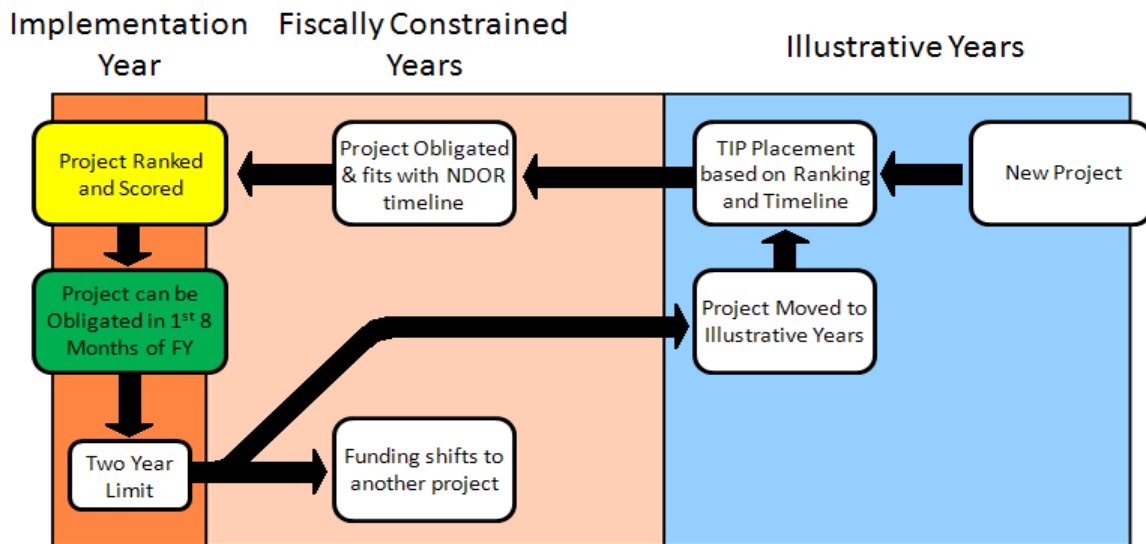 Implementation
Year
Fiscally Constrained
Years
Illustrative Years
Project Ranked
and Scored
Project Obligated
& fits with NDOR
timeline
TIP Placement
based on Ranking
and Timeline
New Project
Project can be
Obligated in 1st 8
Months of FY
Project Moved to
Illustrative Years
Two Year
Limit
Funding shifts to
another project